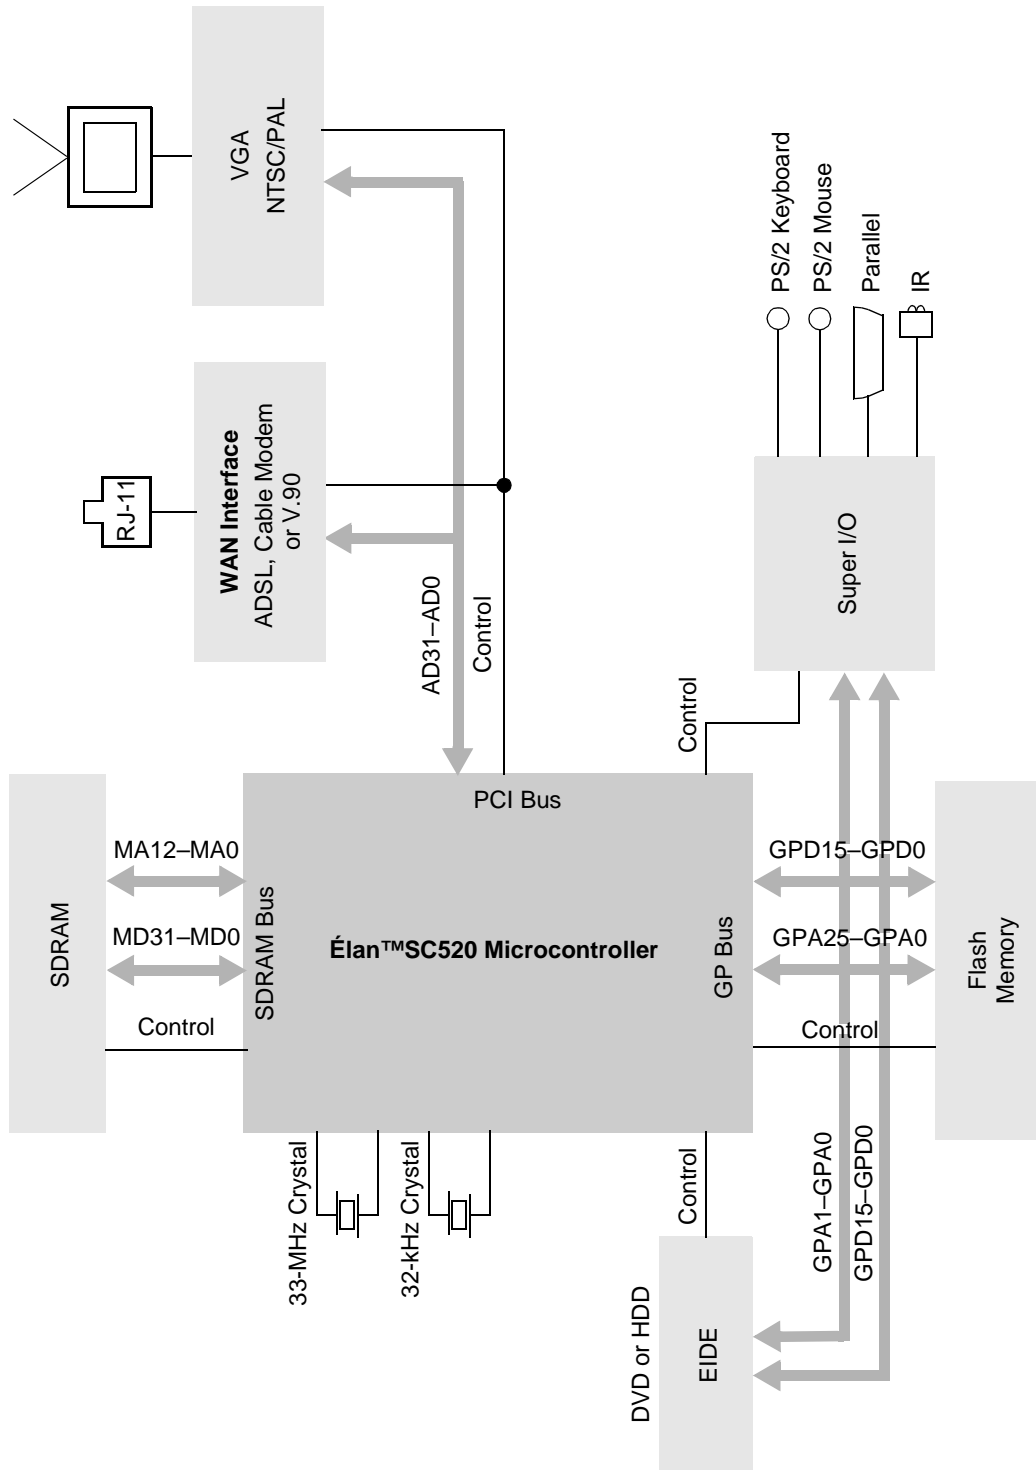 VGA
NTSC/PAL
PS/2 Keyboard
PS/2 Mouse
Parallel
IR
RJ-11
WAN Interface
ADSL, Cable Modem
or V.90
Super I/O
AD31–AD0
Control
Control
SDRAM
MA12–MA0
MD31–MD0
Control
SDRAM Bus
PCI Bus
Élan™SC520 Microcontroller
GP Bus
GPD15–GPD0
GPA25–GPA0
Control
Flash
Memory
33-MHz Crystal
32-kHz Crystal
Control
GPA1–GPA0
GPD15–GPD0
DVD or HDD
EIDE